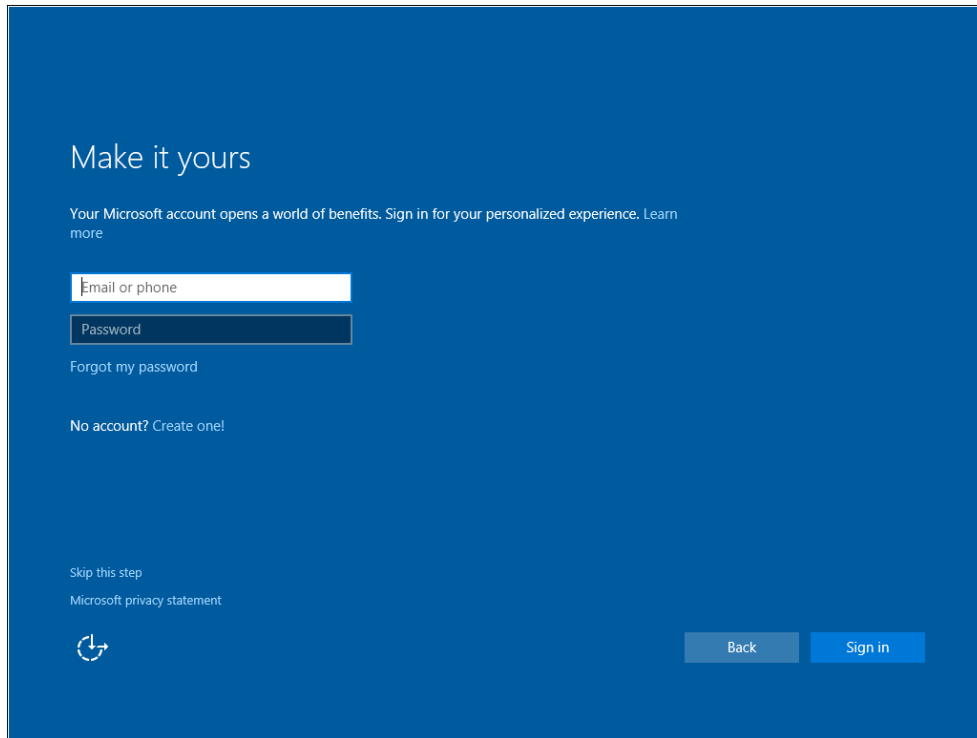 Make it yours
Your Microsoft account opens a world of benefits. Sign in for your personalized experience. Learn
more
Email or phone
Password
Forgot my password
No account? Create one!
Skip this step
Microsoft privacy statement
Back
Sign in